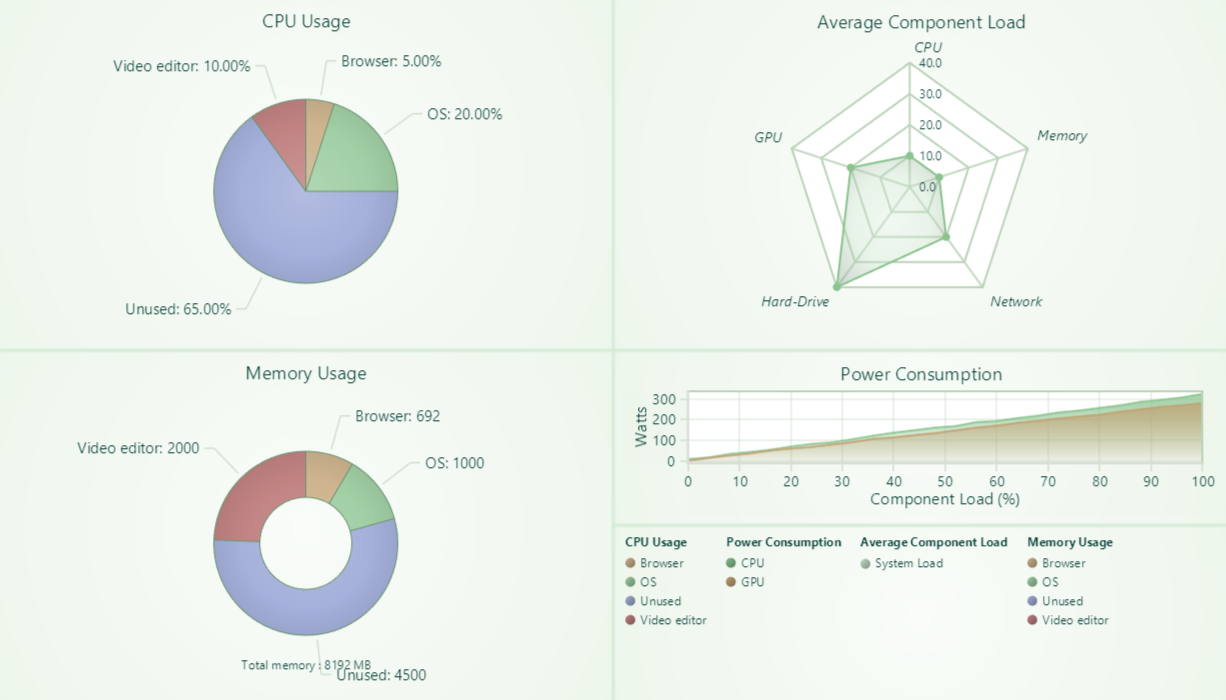 CPU Usage
Video editor: 10.00%
Browser: 5.00%
OS: 20.00%
Unused: 65.00%
Average Component Load
CPU
40.0
30.0
20.0
10.0
0.0
GPU
Memory
Hard-Drive
Network
Memory Usage
Browser: 692
Video editor: 2000
OS: 1000
Total memory : 8192 MB
Unused: 4500
Power Consumption
Watts
300
200
100
0
0 10 20 30 40 50 60 70 80 90 100
Component Load (%)
CPU Usage
Browser
OS
Unused
Video editor
Power Consumption
CPU
GPU
Average Component Load
System Load
Memory Usage
Browser
OS
Unused
Video editor